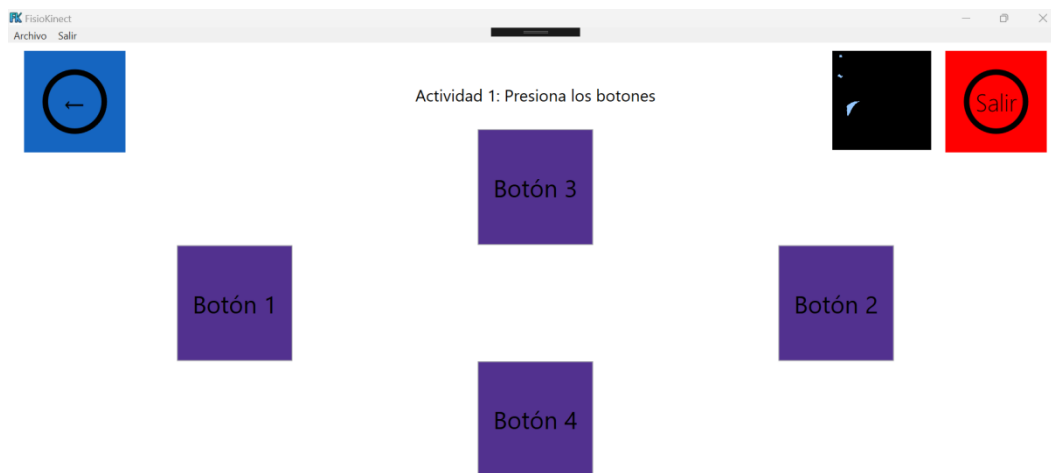 FK FisioKinect
Archivo Salir
←
Actividad 1: Presiona los botones
Salir
Botón 3
Botón 1
Botón 2
Botón 4